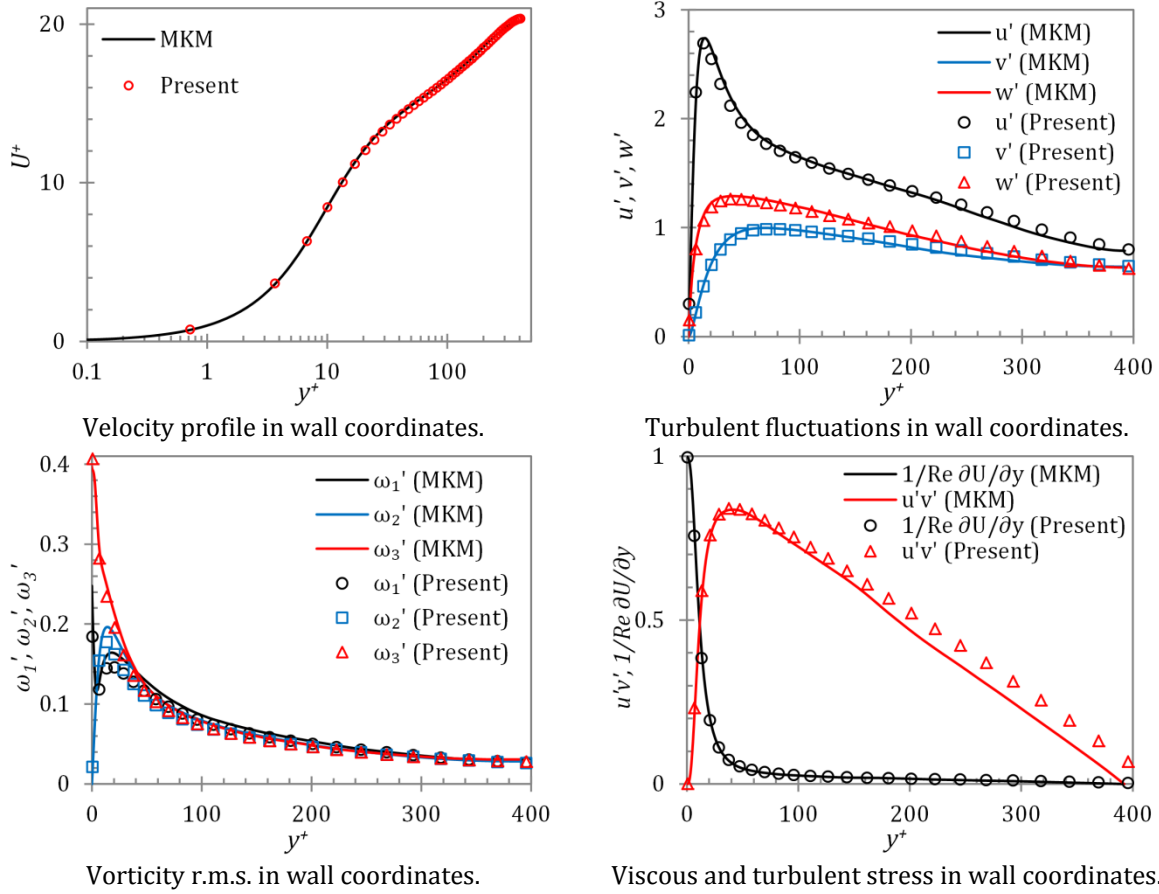 20
10
0
0.1
1
10
100
U⁺
y⁺
MKM
Present
Velocity profile in wall coordinates.
3
2
1
0
0
100
200
300
400
u', v', w'
y⁺
u' (MKM)
v' (MKM)
w' (MKM)
u' (Present)
v' (Present)
w' (Present)
Turbulent fluctuations in wall coordinates.
0.4
0.3
0.2
0.1
0
0
100
200
300
400
ω₁', ω₂', ω₃'
y⁺
ω₁' (MKM)
ω₂' (MKM)
ω₃' (MKM)
ω₁' (Present)
ω₂' (Present)
ω₃' (Present)
Vorticity r.m.s. in wall coordinates.
1
0.5
0
0
100
200
300
400
u'v', 1/Re ∂U/∂y
y⁺
1/Re ∂U/∂y (MKM)
u'v' (MKM)
1/Re ∂U/∂y (Present)
u'v' (Present)
Viscous and turbulent stress in wall coordinates.